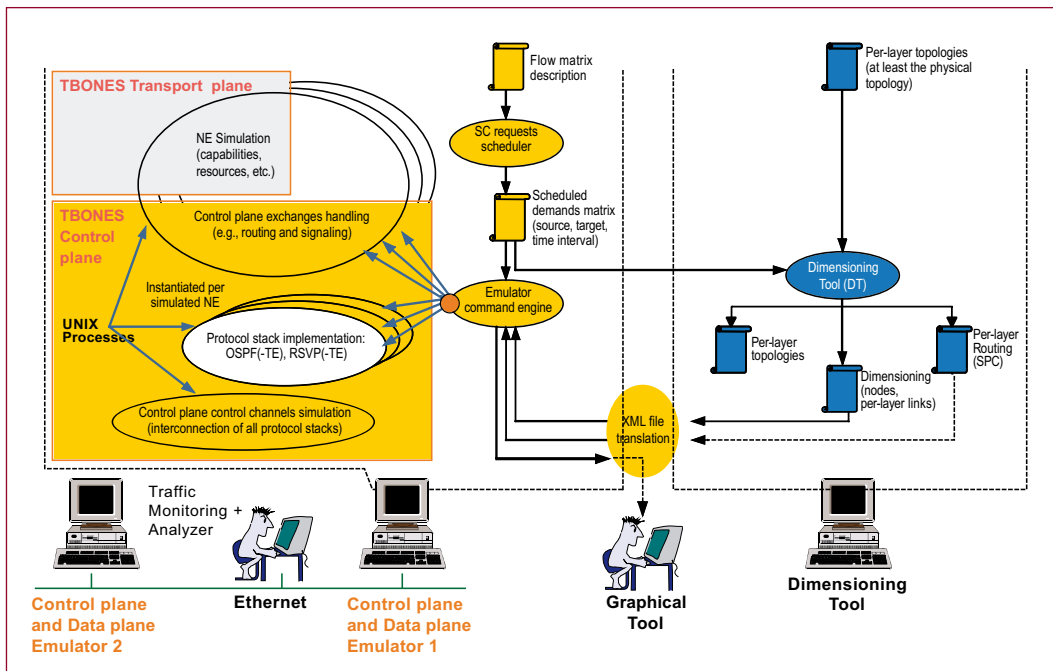 TBONES Transport plane
NE Simulation
(capabilities,
resources, etc.)
TBONES
Control
plane
Control plane exchanges handling
(e.g., routing and signaling)
Instantiated per
simulated NE
UNIX
Processes
Protocol stack implementation:
OSPF(-TE), RSVP(-TE)
Control plane control channels simulation
(interconnection of all protocol stacks)
Flow matrix
description
SC requests
scheduler
Scheduled
demands matrix
(source, target,
time interval)
Emulator
command engine
XML file
translation
Per-layer topologies
(at least the physical
topology)
Dimensioning
Tool (DT)
Per-layer
topologies
Per-layer
Routing
(SPC)
Dimensioning
(nodes,
per-layer links)
Traffic
Monitoring +
Analyzer
Control plane
and Data plane
Emulator 2
Ethernet
Control plane
and Data plane
Emulator 1
Graphical
Tool
Dimensioning
Tool